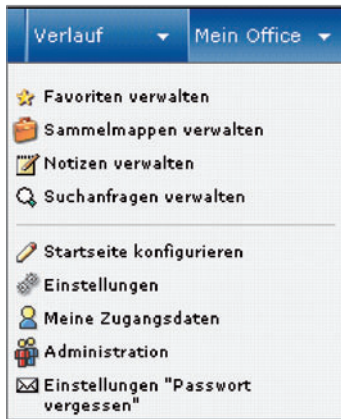 Verlauf
Mein Office
Favoriten verwalten
Sammelmappen verwalten
Notizen verwalten
Suchanfragen verwalten
Startseite konfigurieren
Einstellungen
Meine Zugangsdaten
Administration
Einstellungen "Passwort
vergessen"